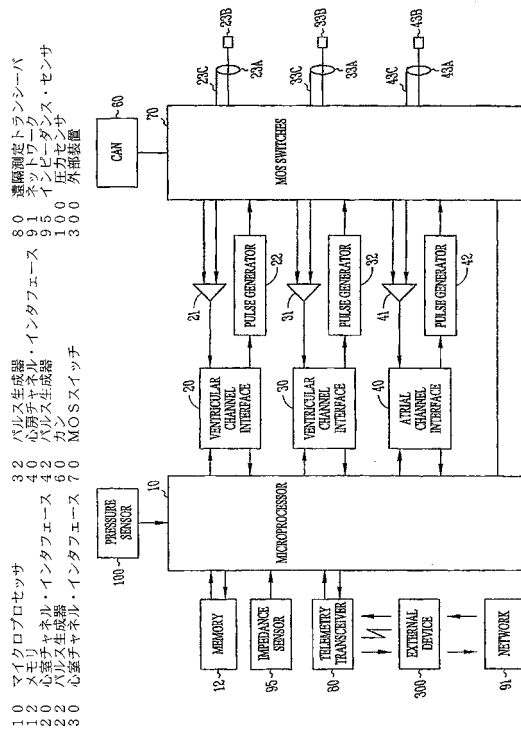 10 マイクロプロセッサ
12 メモリ
20 心室チャネル・インタフェース
22 パルス生成器
30 心室チャネル・インタフェース
32 パルス生成器
40 心房チャネル・インタフェース
42 パルス生成器
60 カン
70 MOSスイッチ
80 遠隔測定トランシーバ
91 ネットワーク
95 インピーダンス・センサ
100 圧力センサ
300 外部装置
PRESSURE
SENSOR
100
10
MICROPROCESSOR
MEMORY
12
IMPEDANCE
SENSOR
95
TELEMETRY
TRANSCEIVER
80
EXTERNAL
DEVICE
300
NETWORK
91
20
VENTRICULAR
CHANNEL
INTERFACE
21
PULSE GENERATOR
22
30
VENTRICULAR
CHANNEL
INTERFACE
31
PULSE GENERATOR
32
40
ATRIAL
CHANNEL
INTERFACE
41
PULSE GENERATOR
42
CAN
60
70
MOS SWITCHES
23C
23A
23B
33C
33A
33B
43C
43A
43B